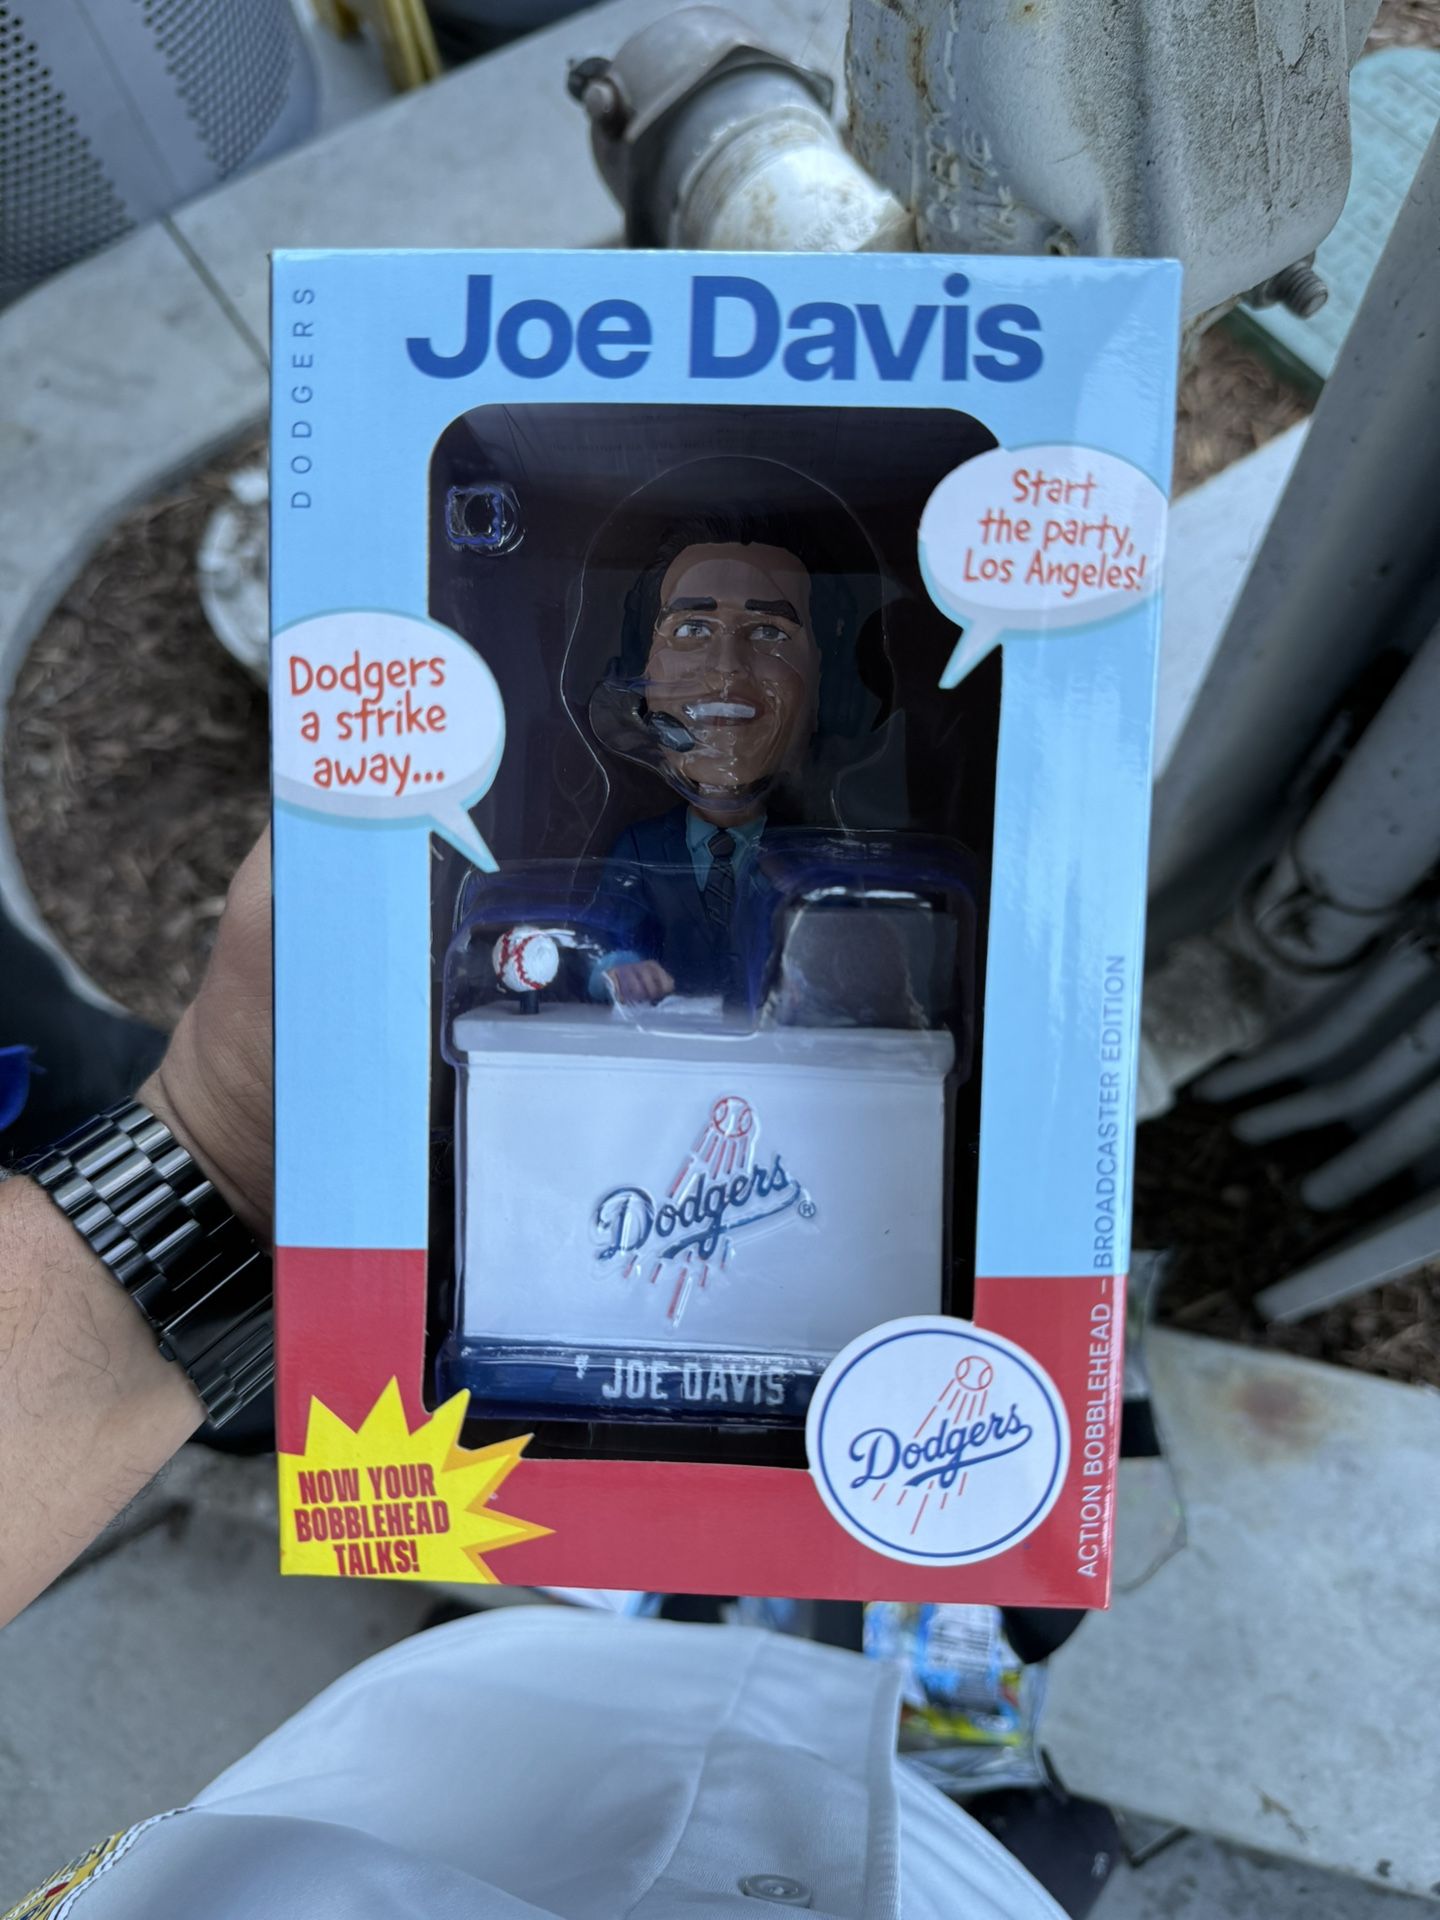 DODGERS
Joe Davis
Start
the party,
Los Angeles!
Dodgers
a strike
away...
Dodgers
®
JOE DAVIS
Dodgers
NOW YOUR
BOBBLEHEAD
TALKS!
ACTION BOBBLEHEAD – BROADCASTER EDITION